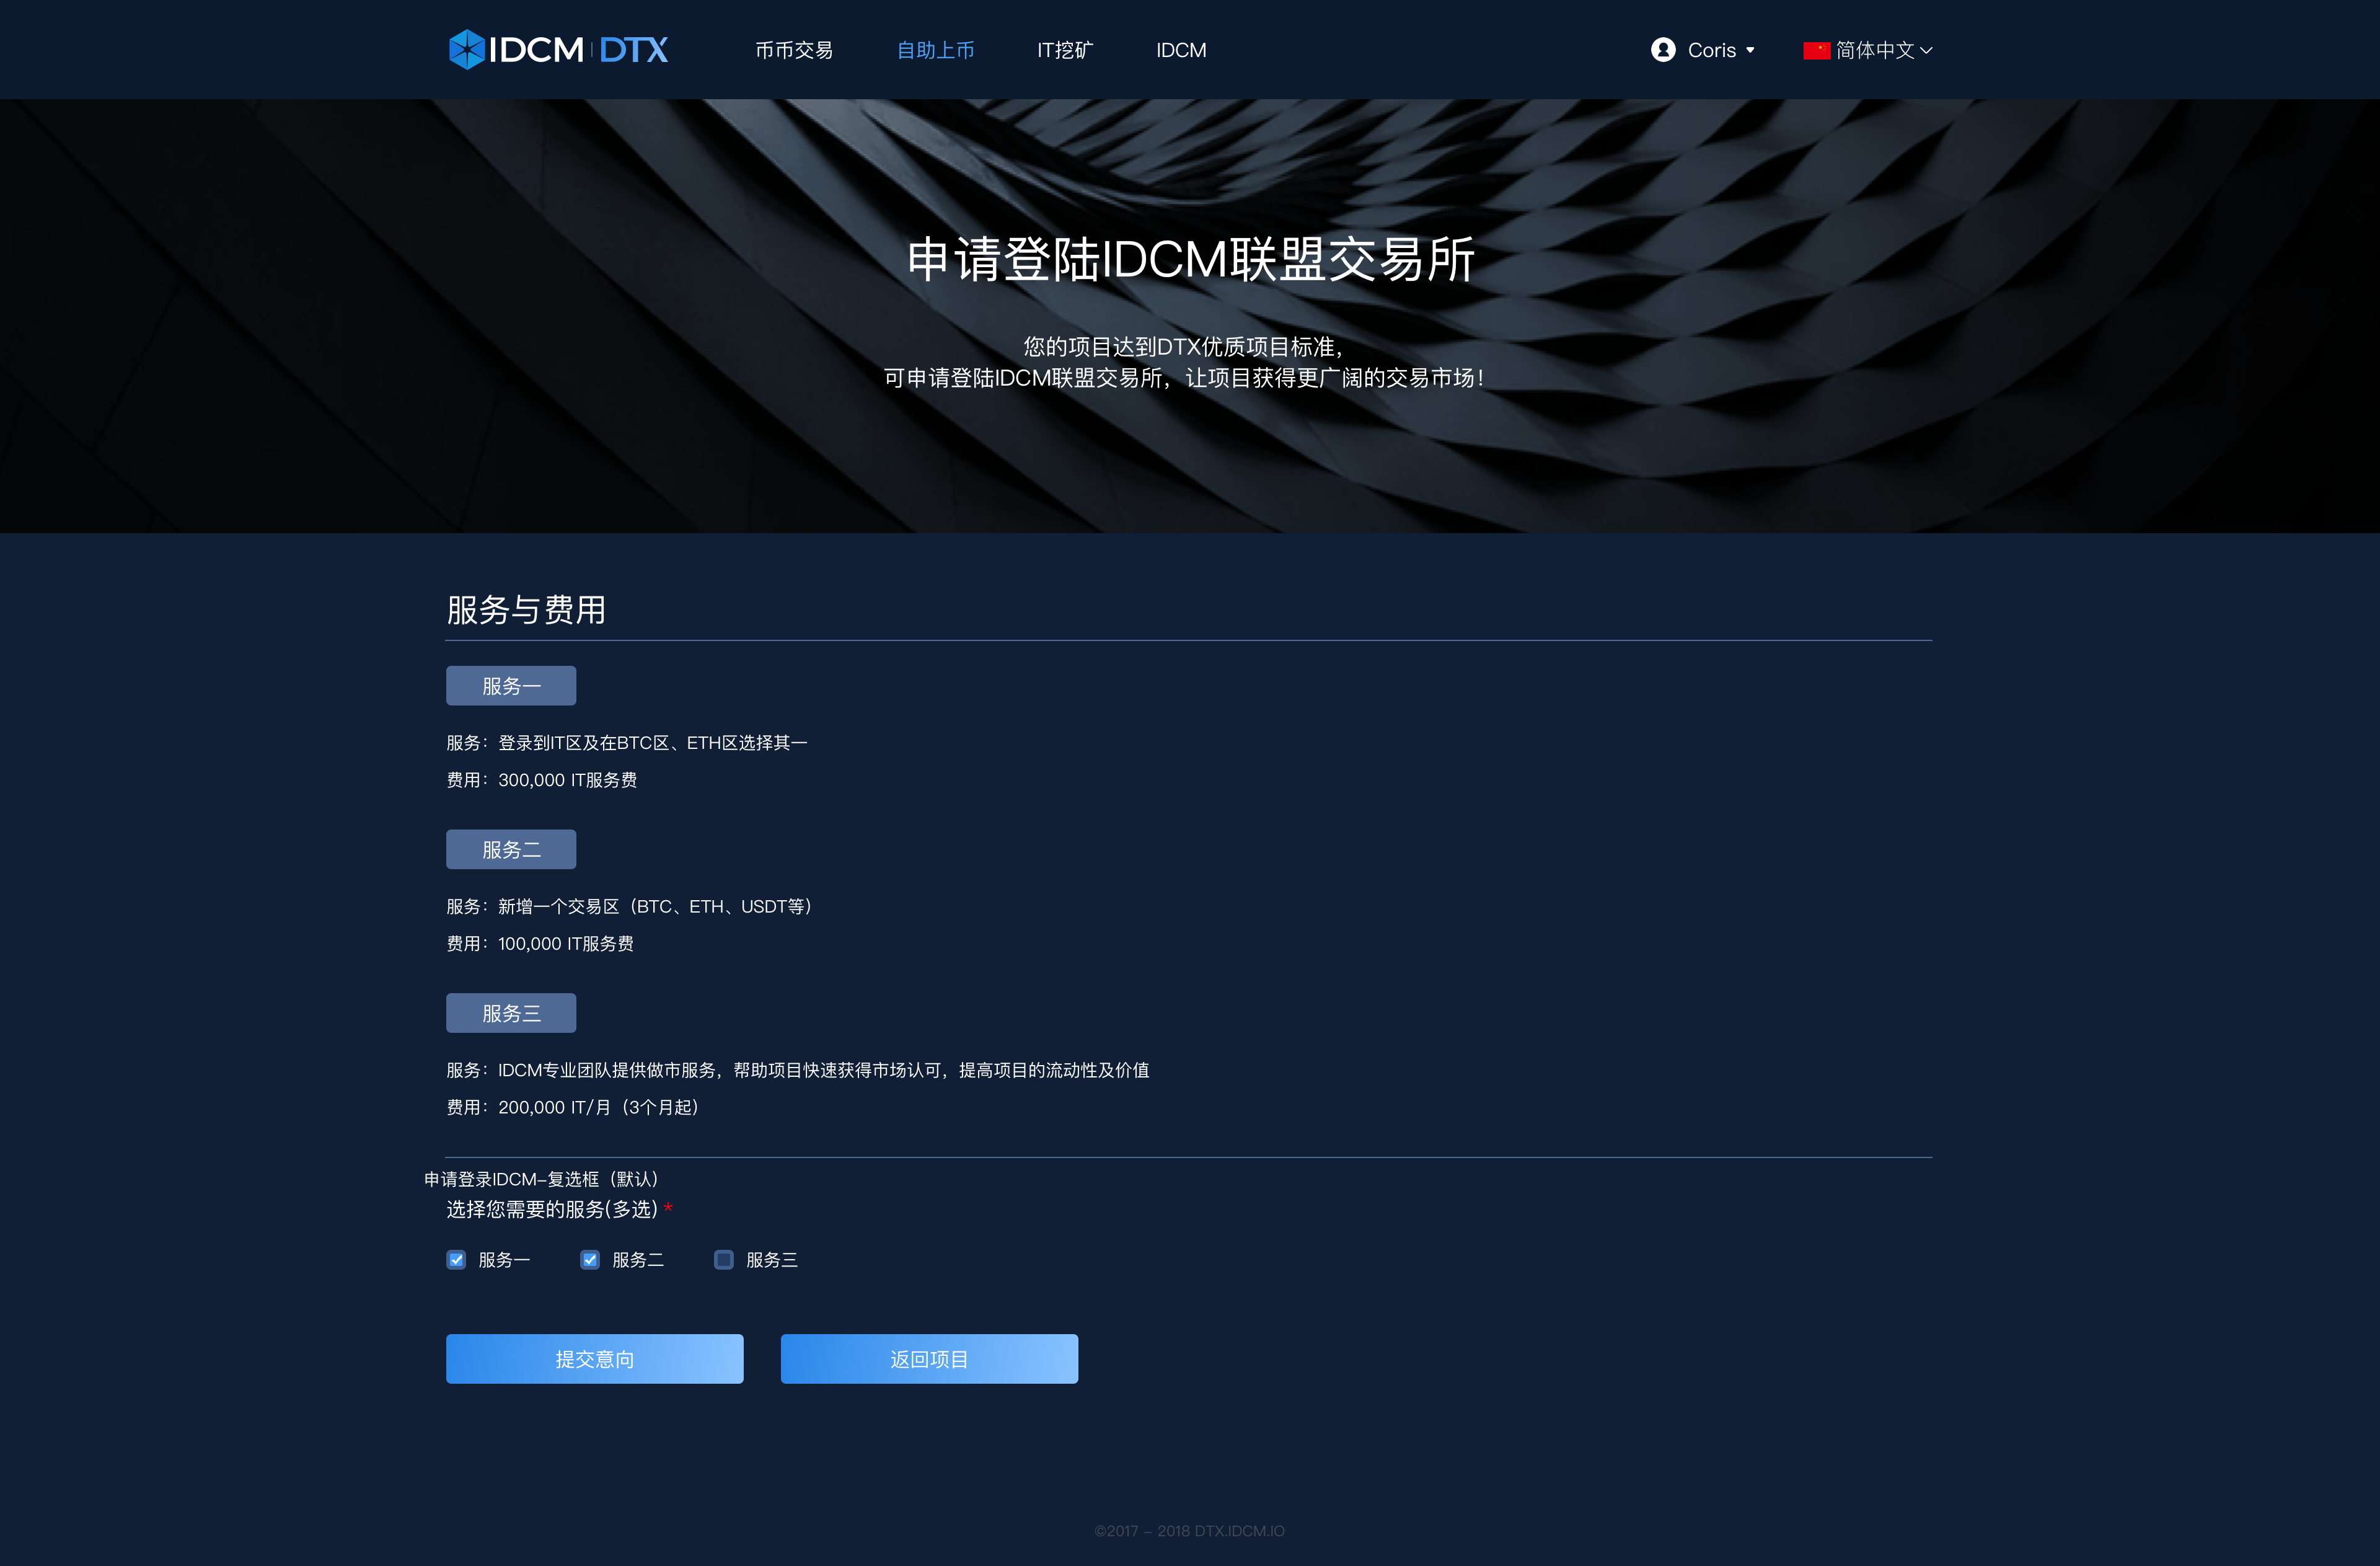 IDCM DTX
币币交易
自助上币
IT挖矿
IDCM
Coris
简体中文
申请登陆IDCM联盟交易所
您的项目达到DTX优质项目标准,
可申请登陆IDCM联盟交易所，让项目获得更广阔的交易市场！
服务与费用
服务一
服务：登录到IT区及在BTC区、ETH区选择其一
费用：300,000 IT服务费
服务二
服务：新增一个交易区（BTC、ETH、USDT等）
费用：100,000 IT服务费
服务三
服务：IDCM专业团队提供做市服务，帮助项目快速获得市场认可，提高项目的流动性及价值
费用：200,000 IT/月（3个月起）
申请登录IDCM-复选框（默认）
选择您需要的服务(多选) *
服务一 服务二 服务三
提交意向 返回项目
©2017 - 2018 DTX.IDCM.IO